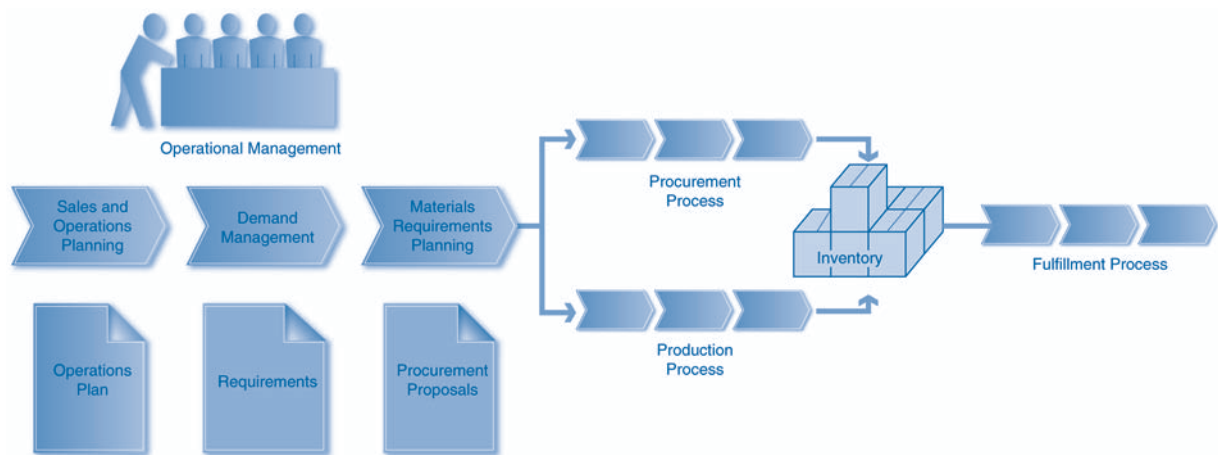 Operational Management
Sales and
Operations
Planning
Demand
Management
Materials
Requirements
Planning
Procurement
Process
Inventory
Fulfillment Process
Production
Process
Operations
Plan
Requirements
Procurement
Proposals